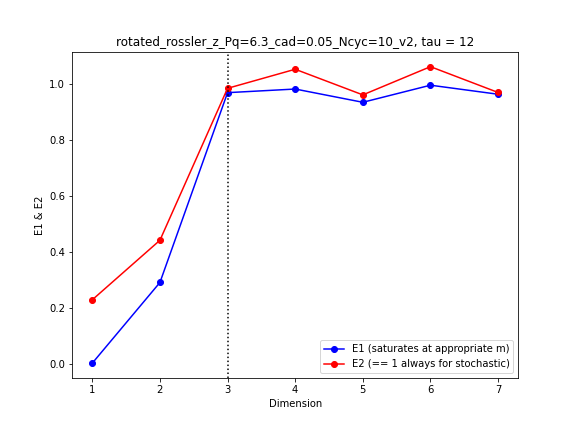 rotated_rossler_z_Pq=6.3_cad=0.05_Ncyc=10_v2, tau = 12
1.0
0.8
0.6
0.4
0.2
0.0
E1 & E2
E1 (saturates at appropriate m)
E2 (== 1 always for stochastic)
1 2 3 4 5 6 7
Dimension